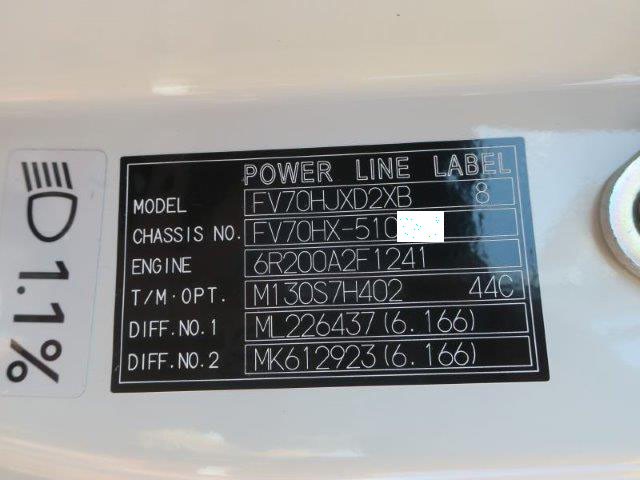 POWER LINE LABEL
MODEL FV70HJXD2XB 8
CHASSIS NO. FV70HX-510
ENGINE 6R200A2F1241
T/M·OPT. M130S7H402 44C
DIFF.NO.1 ML226437(6.166)
DIFF.NO.2 MK612923(6.166)
1.1%